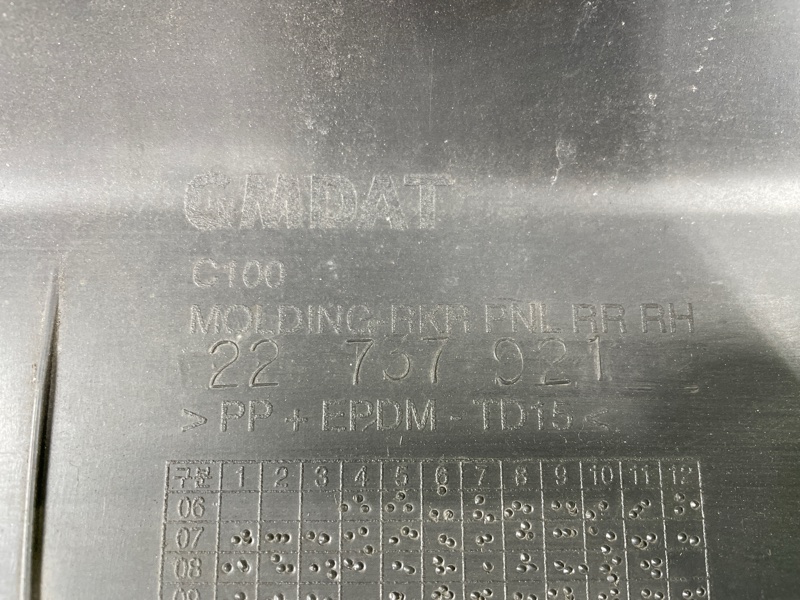 GMDAT
C100
MOLDING-RKR PNL RR RH
22 737 921
> PP + EPDM - TD15 <
구분 1 2 3 4 5 6 7 8 9 10 11 12
06
07
08
09